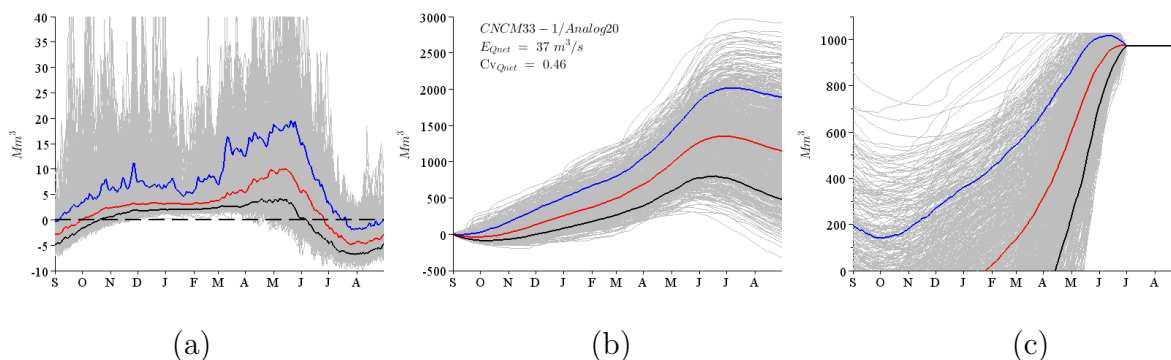 40
35
30
25
20
15
10
5
0
-5
-10
Mm³
S O N D J F M A M J J A
3000
2500
2000
1500
1000
500
0
-500
Mm³
CNCM33 − 1/Analog20
E_Qnet = 37 m³/s
Cv_Qnet = 0.46
S O N D J F M A M J J A
1000
800
600
400
200
0
Mm³
S O N D J F M A M J J A
(a)
(b)
(c)